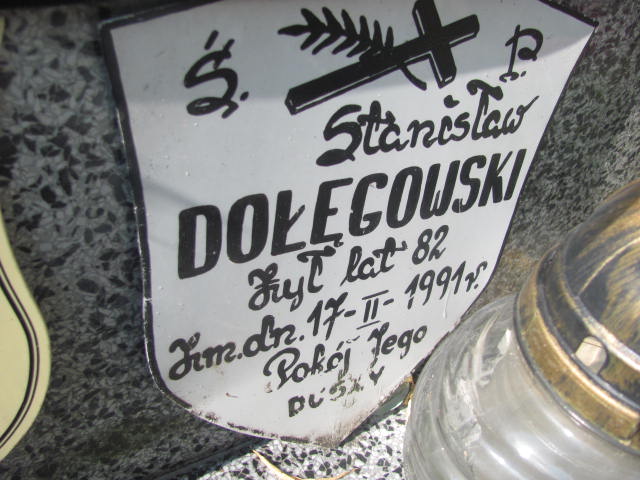 Ś. P.
Stanisław
DOŁĘGOWSKI
Żył lat 82
Zm. dn. 17-II-1991 r.
Pokój Jego
DUSZY